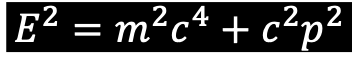 E² = m²c⁴ + c²p²